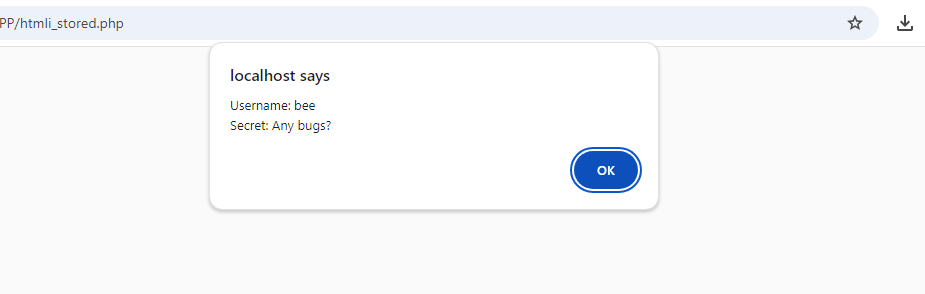 PP/htmli_stored.php
localhost says
Username: bee
Secret: Any bugs?
OK